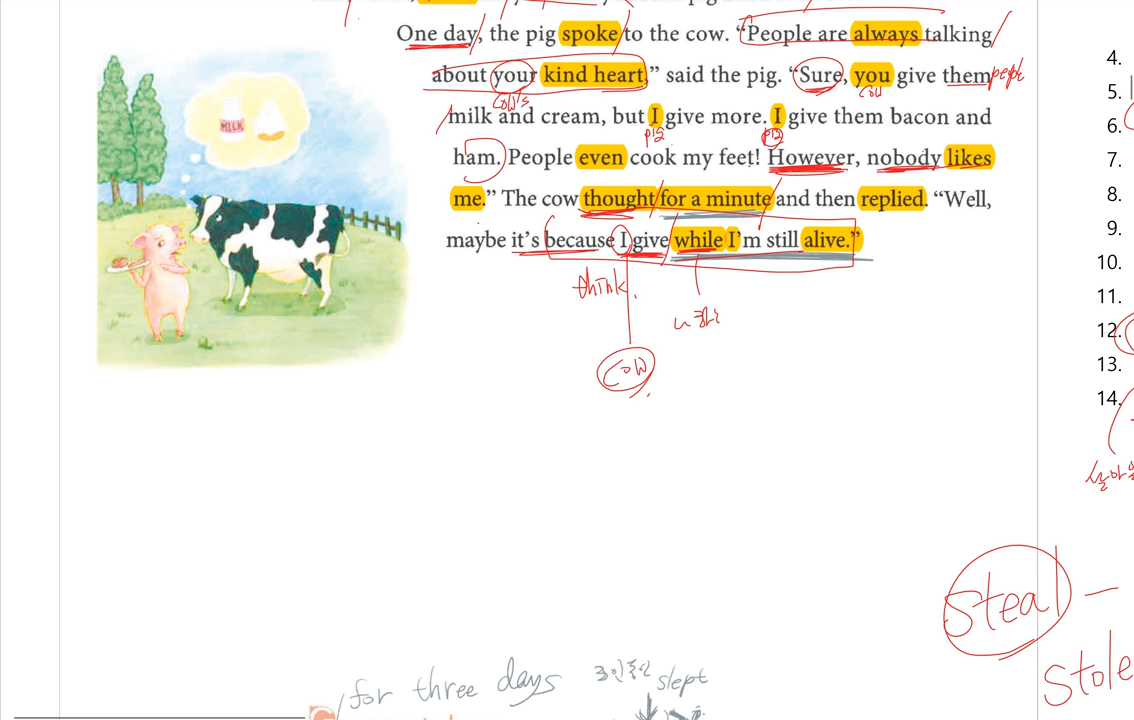 One day, the pig spoke to the cow. “People are always talking
about your kind heart,” said the pig. “Sure, you give them people
cow's
cow
milk and cream, but I give more. I give them bacon and
pig
pig
ham. People even cook my feet! However, nobody likes
me.” The cow thought for a minute and then replied. “Well,
maybe it’s because I give while I’m still alive.”
think
cow
MILK
4.
5.
6.
7.
8.
9.
10.
11.
12.
13.
14.
steal –
stole
for three days
slept